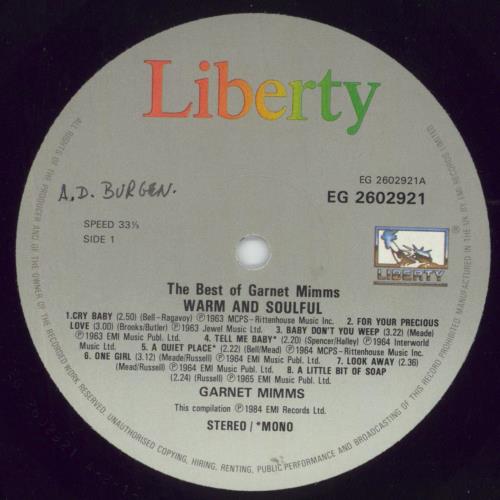 Liberty®
EG 2602921A
EG 2602921
A.D. BURGEN.
SPEED 33⅓
SIDE 1
LIBERTY
The Best of Garnet Mimms
WARM AND SOULFUL
1.CRY BABY (2.50) (Bell-Ragavoy) ℗1963 MCPS-Rittenhouse Music Inc. 2. FOR YOUR PRECIOUS
LOVE (3.00) (Brooks/Butler) ℗1963 Jewel Music Ltd. 3. BABY DON'T YOU WEEP (3.22) (Meade)
℗1963 EMI Music Publ. Ltd. 4. TELL ME BABY* (2.20) (Spencer/Halley) ℗1964 Interworld
Music Ltd. 5. A QUIET PLACE* (2.22) (Bell/Mead) ℗1964 MCPS-Rittenhouse Music Inc.
6. ONE GIRL (3.12) (Meade/Russell) ℗1964 EMI Music Publ. Ltd. 7. LOOK AWAY (2.36)
(Mead/Russell) ℗1964 EMI Music Publ. Ltd. 8. A LITTLE BIT OF SOAP
(2.24) (Russell) ℗1965 EMI Music Publ. Ltd.
GARNET MIMMS
This compilation ℗1984 EMI Records Ltd.
STEREO/*MONO
ALL RIGHTS OF THE PRODUCER AND OF THE OWNER OF THE RECORDED WORK RESERVED. UNAUTHORISED COPYING, HIRING, RENTING, PUBLIC PERFORMANCE AND BROADCASTING OF THIS RECORD PROHIBITED. MANUFACTURED IN THE UK BY EMI RECORDS LIMITED